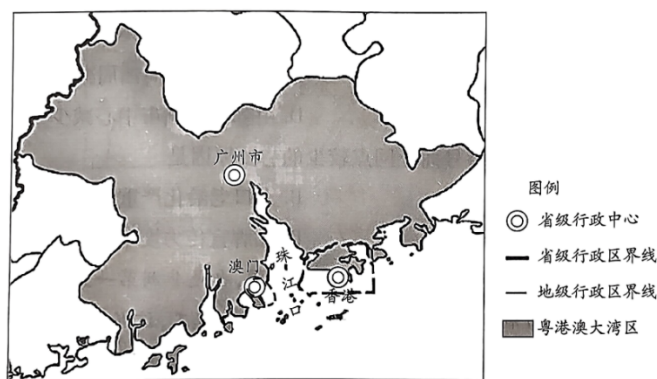 广州市
澳门
珠
江
口
香港
图例
省级行政中心
省级行政区界线
地级行政区界线
粤港澳大湾区